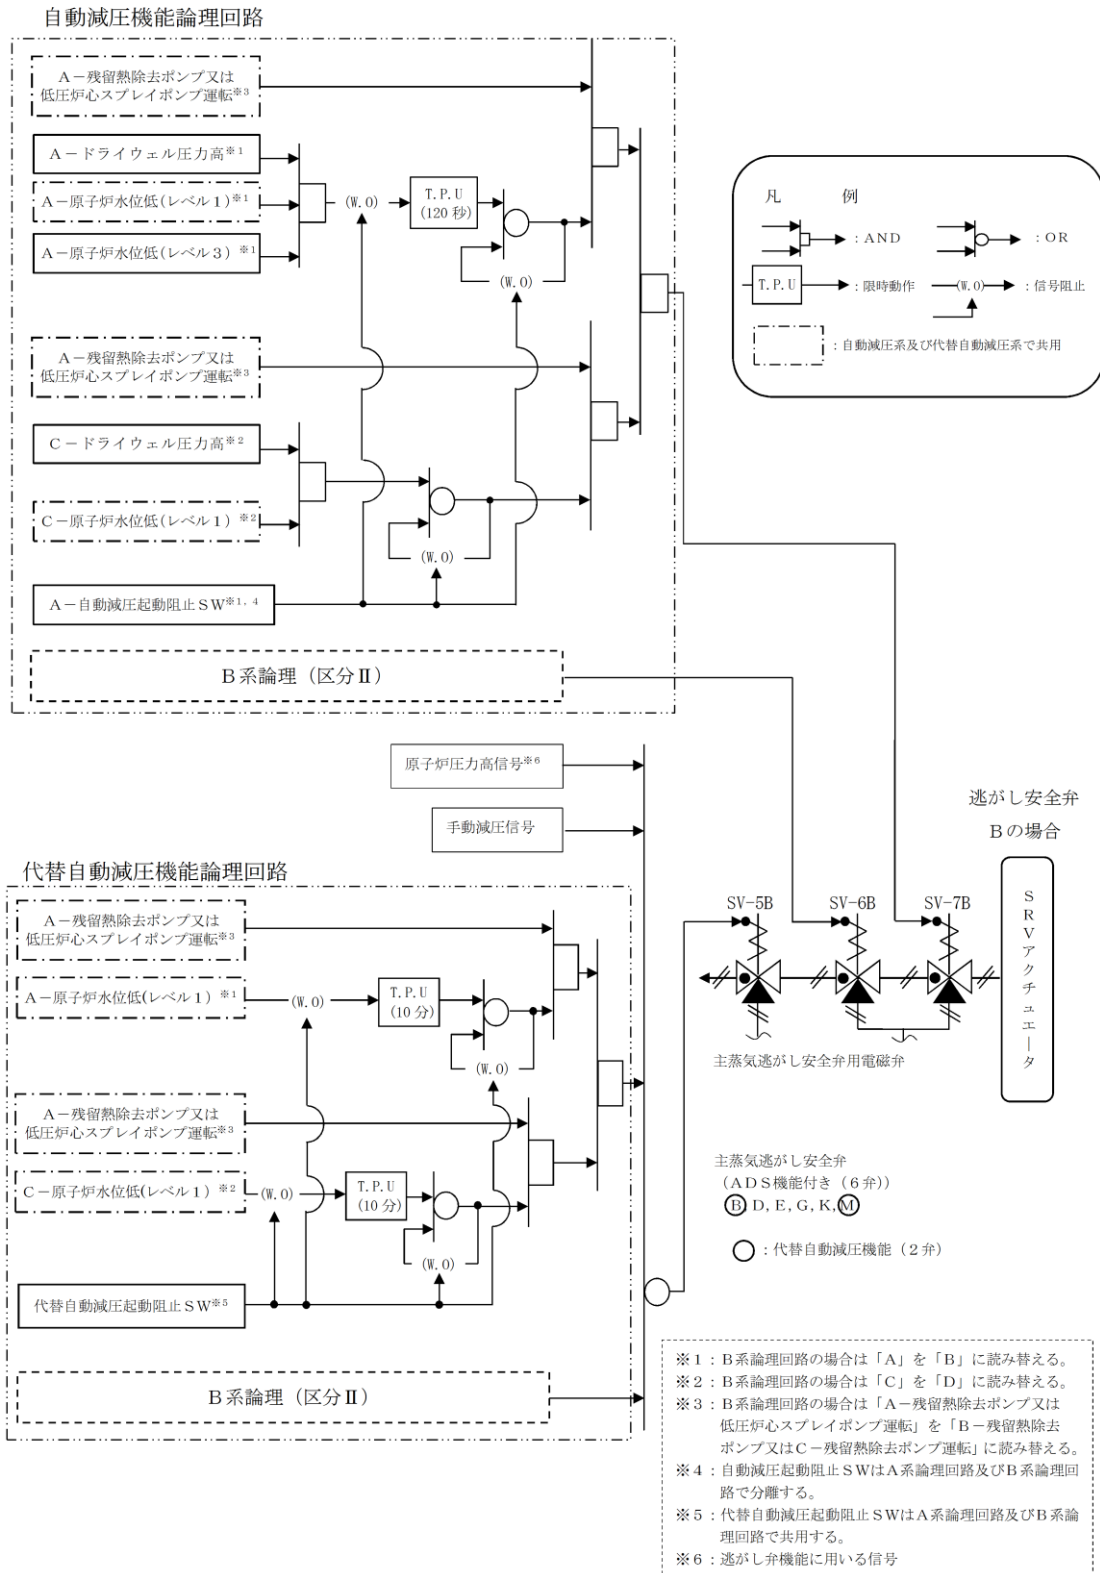 自動減圧機能論理回路
A－残留熱除去ポンプ又は
低圧炉心スプレイポンプ運転※3
A－ドライウェル圧力高※1
A－原子炉水位低(レベル1)※1
A－原子炉水位低(レベル3)※1
(W.O)
T.P.U
(120秒)
(W.O)
A－残留熱除去ポンプ又は
低圧炉心スプレイポンプ運転※3
C－ドライウェル圧力高※2
C－原子炉水位低(レベル1)※2
(W.O)
A－自動減圧起動阻止SW※1, 4
B系論理（区分Ⅱ）
凡　例
: AND
: OR
T.P.U
: 限時動作
(W.O)
: 信号阻止
: 自動減圧系及び代替自動減圧系で共用
原子炉圧力高信号※6
手動減圧信号
代替自動減圧機能論理回路
A－残留熱除去ポンプ又は
低圧炉心スプレイポンプ運転※3
A－原子炉水位低(レベル1)※1
(W.O)
T.P.U
(10分)
(W.O)
A－残留熱除去ポンプ又は
低圧炉心スプレイポンプ運転※3
C－原子炉水位低(レベル1)※2
(W.O)
T.P.U
(10分)
(W.O)
代替自動減圧起動阻止SW※5
B系論理（区分Ⅱ）
逃がし安全弁
Bの場合
SV-5B
SV-6B
SV-7B
SRVアクチュエータ
主蒸気逃がし安全弁用電磁弁
主蒸気逃がし安全弁
(ADS機能付き（6弁))
B, D, E, G, K, M
: 代替自動減圧機能（2弁）
※1：B系論理回路の場合は「A」を「B」に読み替える。
※2：B系論理回路の場合は「C」を「D」に読み替える。
※3：B系論理回路の場合は「A－残留熱除去ポンプ又は
低圧炉心スプレイポンプ運転」を「B－残留熱除去
ポンプ又はC－残留熱除去ポンプ運転」に読み替える。
※4：自動減圧起動阻止SWはA系論理回路及びB系論理回
路で分離する。
※5：代替自動減圧起動阻止SWはA系論理回路及びB系論
理回路で共用する。
※6：逃がし弁機能に用いる信号